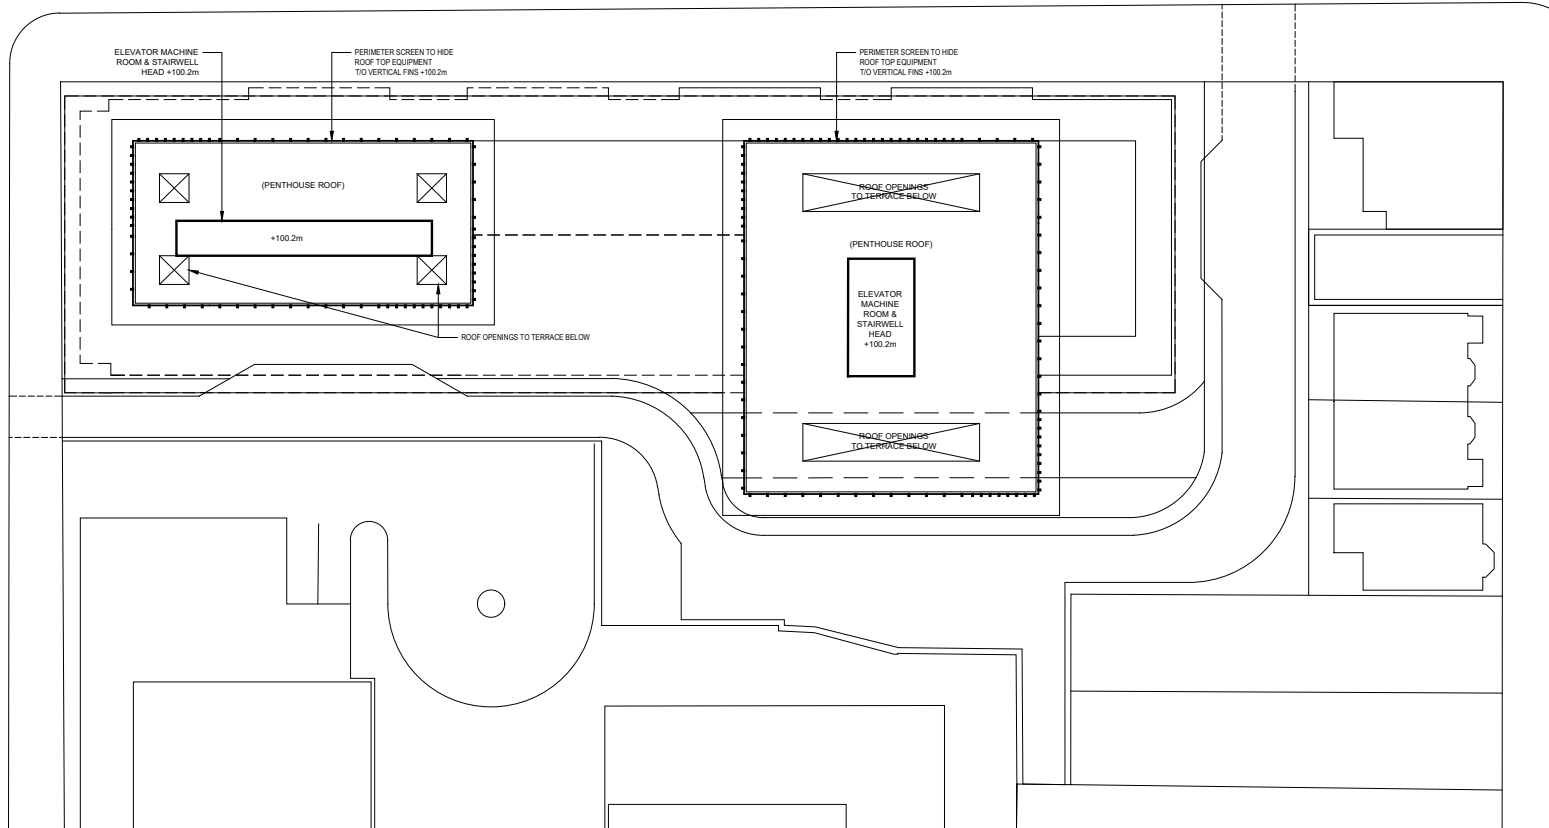 ELEVATOR MACHINE
ROOM & STAIRWELL
HEAD +100.2m
PERIMETER SCREEN TO HIDE
ROOF TOP EQUIPMENT
T/O VERTICAL FINS +100.2m
PERIMETER SCREEN TO HIDE
ROOF TOP EQUIPMENT
T/O VERTICAL FINS +100.2m
(PENTHOUSE ROOF)
+100.2m
ROOF OPENINGS TO TERRACE BELOW
ROOF OPENINGS
TO TERRACE BELOW
(PENTHOUSE ROOF)
ELEVATOR
MACHINE
ROOM &
STAIRWELL
HEAD
+100.2m
ROOF OPENINGS
TO TERRACE BELOW